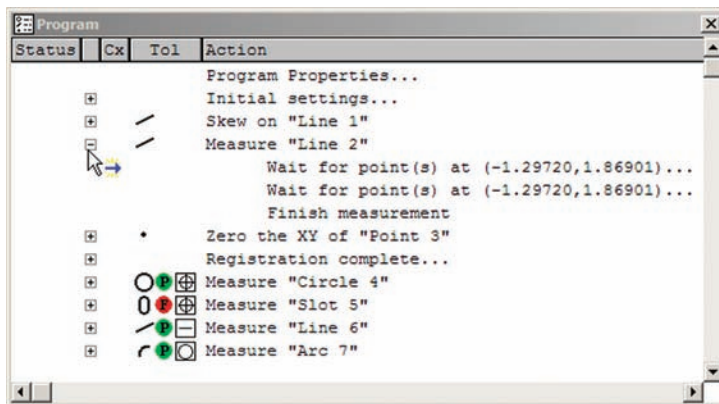 Program
Status Cx Tol Action
Program Properties...
Initial settings...
Skew on "Line 1"
Measure "Line 2"
Wait for point(s) at (-1.29720,1.86901)...
Wait for point(s) at (-1.29720,1.86901)...
Finish measurement
Zero the XY of "Point 3"
Registration complete...
P Measure "Circle 4"
F Measure "Slot 5"
P Measure "Line 6"
P Measure "Arc 7"